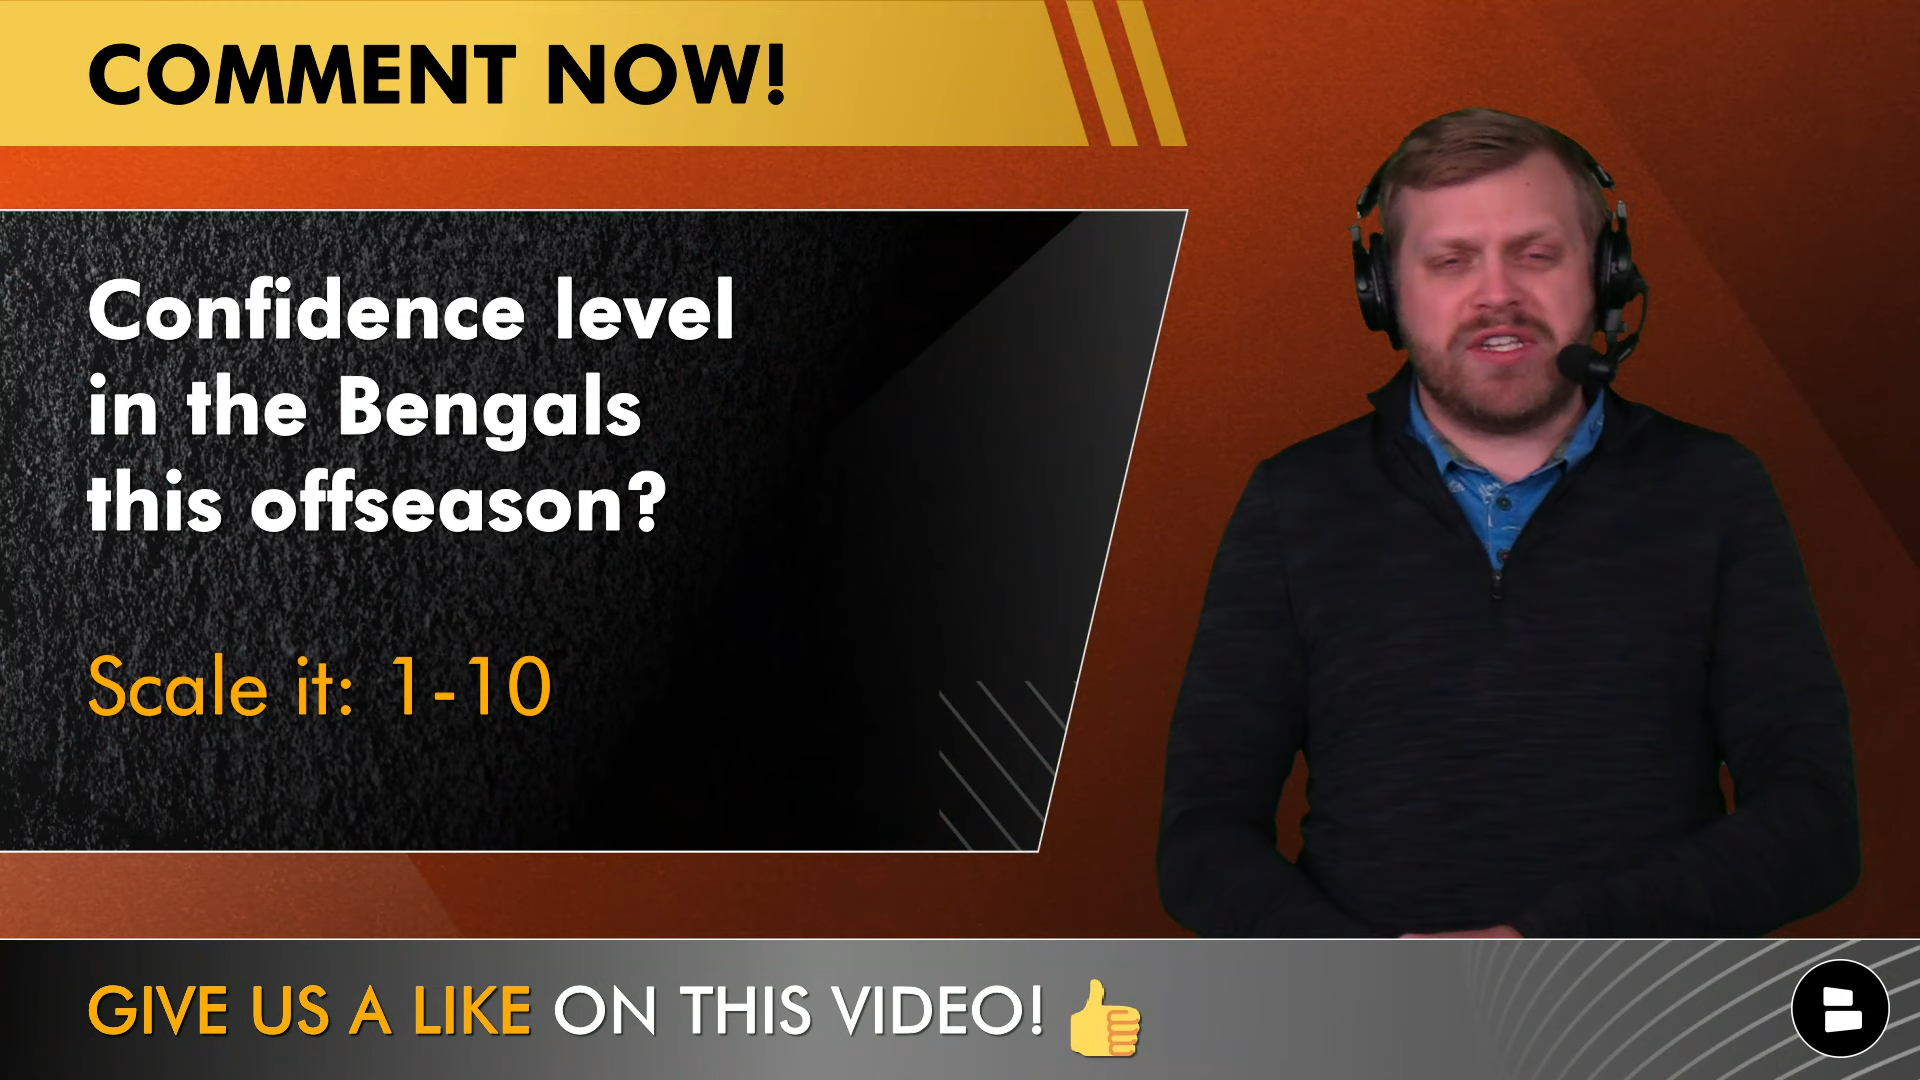 COMMENT NOW!
Confidence level
in the Bengals
this offseason?
Scale it: 1-10
GIVE US A LIKE ON THIS VIDEO!